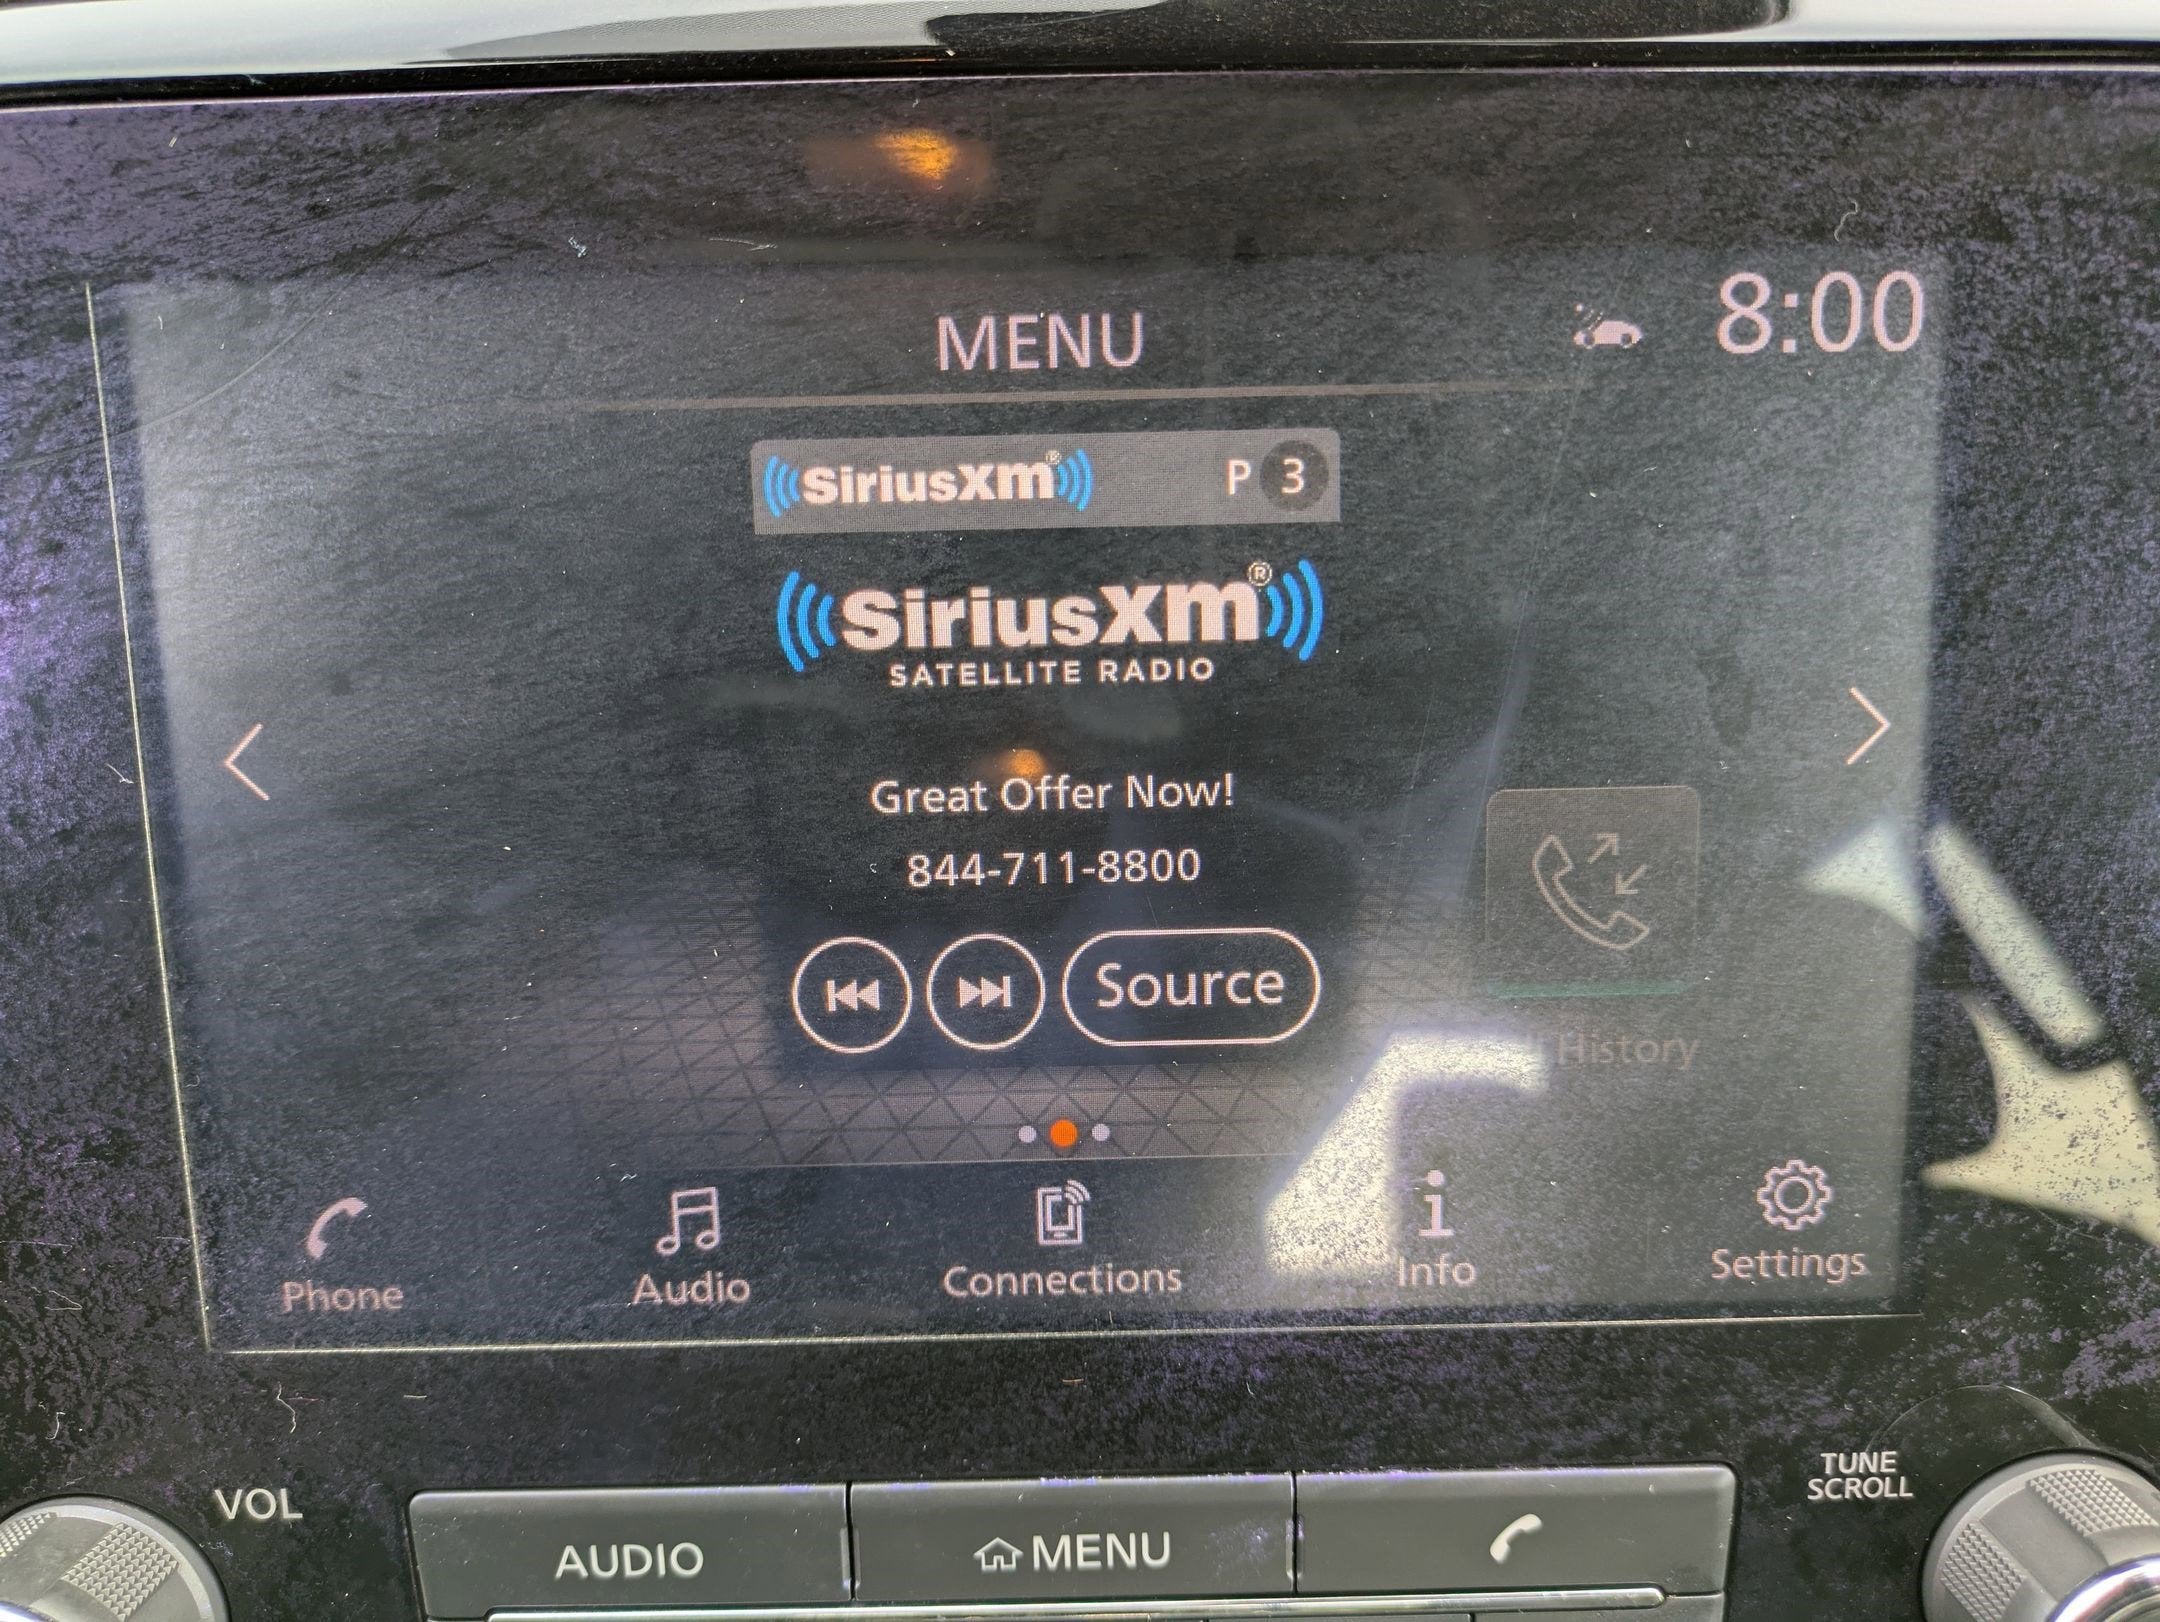 MENU
8:00
SiriusXm® P 3
SiriusXm®
SATELLITE RADIO
Great Offer Now!
844-711-8800
Source
History
Phone
Audio
Connections
Info
Settings
VOL
TUNE
SCROLL
AUDIO
MENU